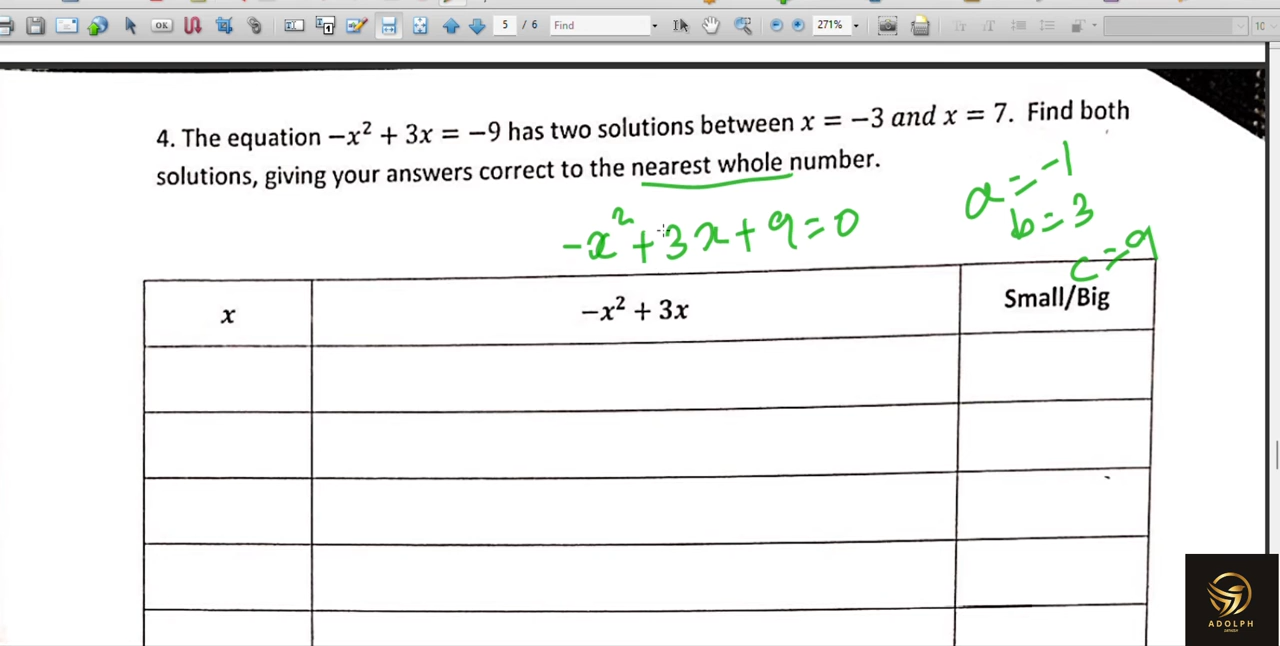 OK
5 / 6
Find
271%
10
4. The equation −x² + 3x = −9 has two solutions between x = −3 and x = 7. Find both
solutions, giving your answers correct to the nearest whole number.
a = -1
b = 3
c = 9
-x² + 3x + 9 = 0
x
−x² + 3x
Small/Big
ADOLPH